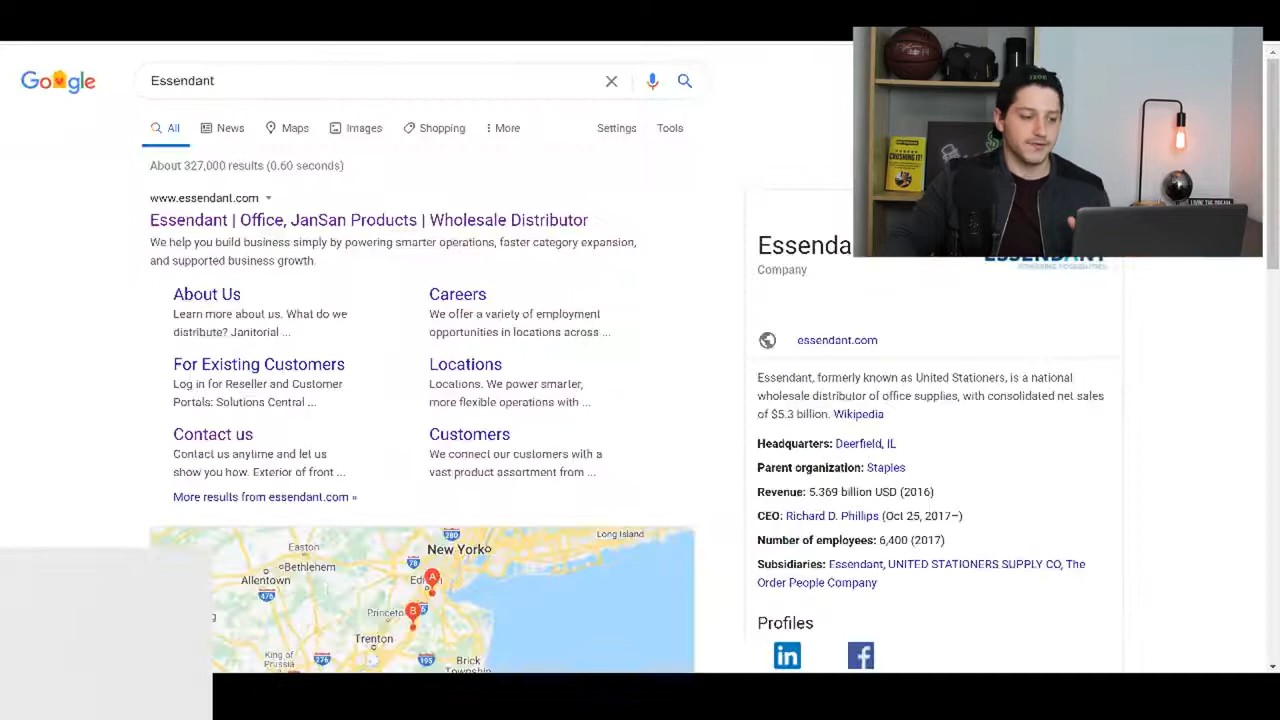 Google
Essendant
All
News
Maps
Images
Shopping
More
Settings
Tools
About 327,000 results (0.60 seconds)
www.essendant.com
Essendant | Office, JanSan Products | Wholesale Distributor
We help you build business simply by powering smarter operations, faster category expansion,
and supported business growth.
About Us
Learn more about us. What do we
distribute? Janitorial ...
Careers
We offer a variety of employment
opportunities in locations across ...
For Existing Customers
Log in for Reseller and Customer
Portals: Solutions Central ...
Locations
Locations. We power smarter,
more flexible operations with ...
Contact us
Contact us anytime and let us
show you how. Exterior of front ...
Customers
We connect our customers with a
vast product assortment from ...
More results from essendant.com »
Easton
Bethlehem
Allentown
476
78
280
New York
Long Island
Edi
A
B
Princeton
Trenton
King of
Prussia
276
195
Brick
Township
Essenda
Company
ESSENDANT
essendant.com
Essendant, formerly known as United Stationers, is a national
wholesale distributor of office supplies, with consolidated net sales
of $5.3 billion. Wikipedia
Headquarters: Deerfield, IL
Parent organization: Staples
Revenue: 5.369 billion USD (2016)
CEO: Richard D. Phillips (Oct 25, 2017–)
Number of employees: 6,400 (2017)
Subsidiaries: Essendant, UNITED STATIONERS SUPPLY CO, The
Order People Company
Profiles
in
f
CRUSHING IT!